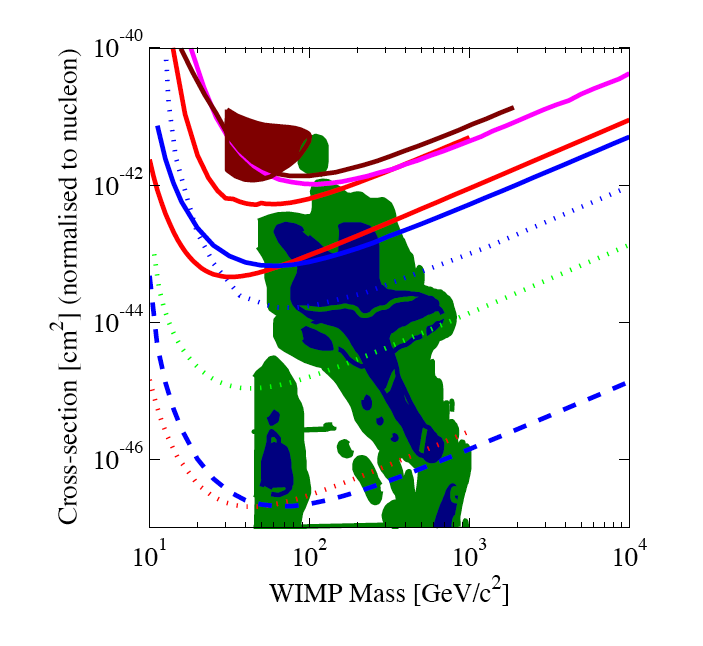 10^-40
10^-42
10^-44
10^-46
Cross-section [cm^2] (normalised to nucleon)
10^1 10^2 10^3 10^4
WIMP Mass [GeV/c^2]